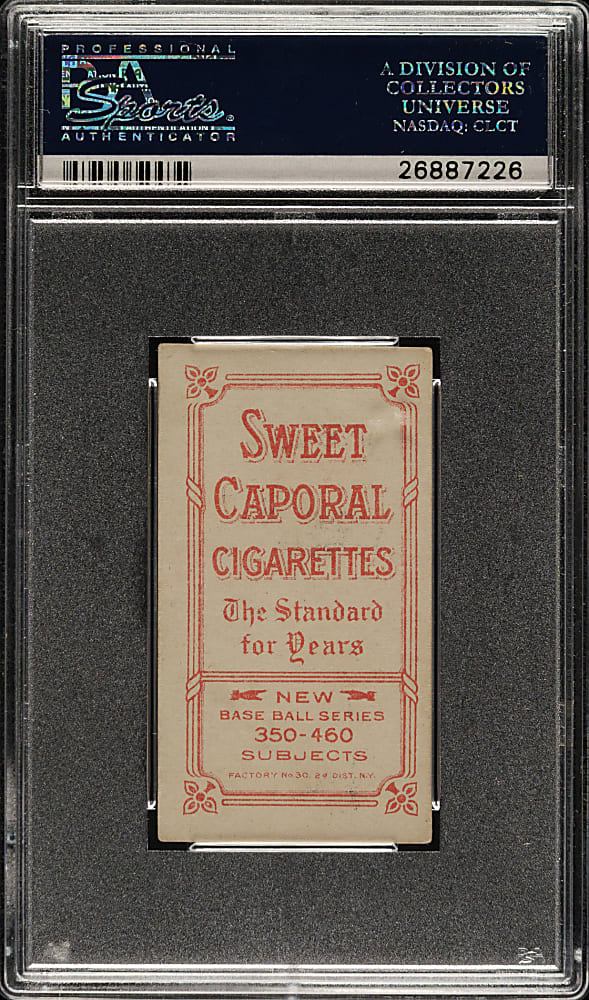 PROFESSIONAL
PSA
Sports
AUTHENTICATOR
A DIVISION OF
COLLECTORS
UNIVERSE
NASDAQ: CLCT
26887226
SWEET
CAPORAL
CIGARETTES
The Standard
for Years
NEW
BASE BALL SERIES
350-460
SUBJECTS
FACTORY No 30, 2d DIST. N.Y.